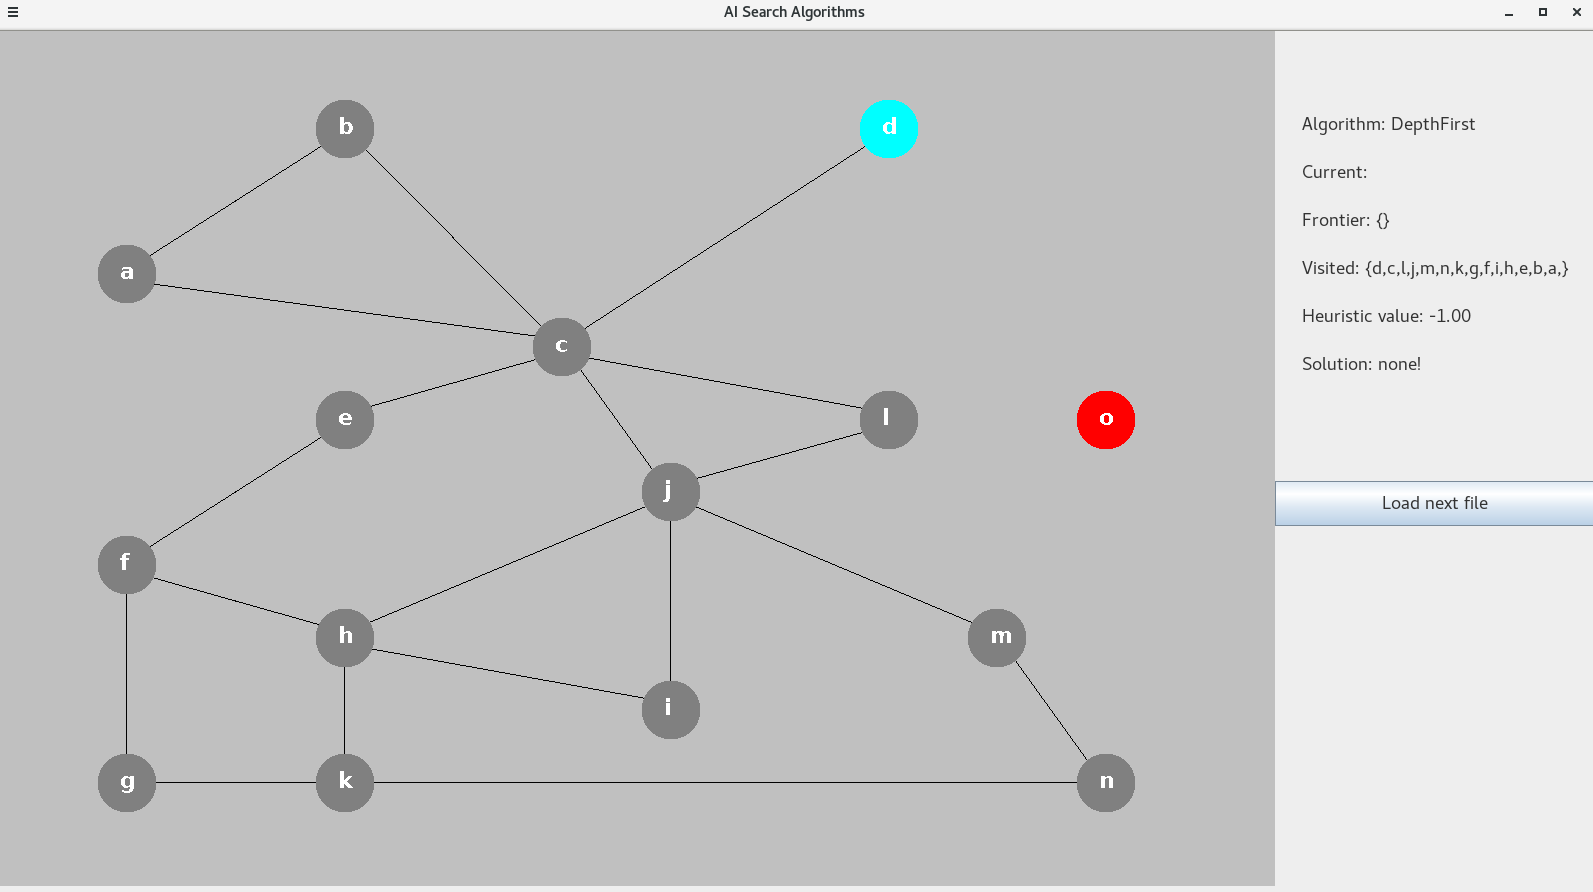 AI Search Algorithms
b
d
Algorithm: DepthFirst
Current:
Frontier: {}
Visited: {d,c,l,j,m,n,k,g,f,i,h,e,b,a,}
a
Heuristic value: -1.00
c
Solution: none!
e
l
o
j
Load next file
f
h
m
i
g
k
n